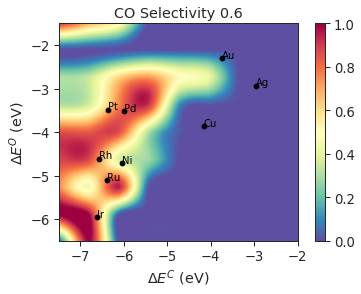 CO Selectivity 0.6
ΔE^O (eV)
−2
−3
−4
−5
−6
Au
Ag
Pt
Pd
Cu
Rh
Ni
Ru
Ir
−7
−6
−5
−4
−3
−2
ΔE^C (eV)
1.0
0.8
0.6
0.4
0.2
0.0